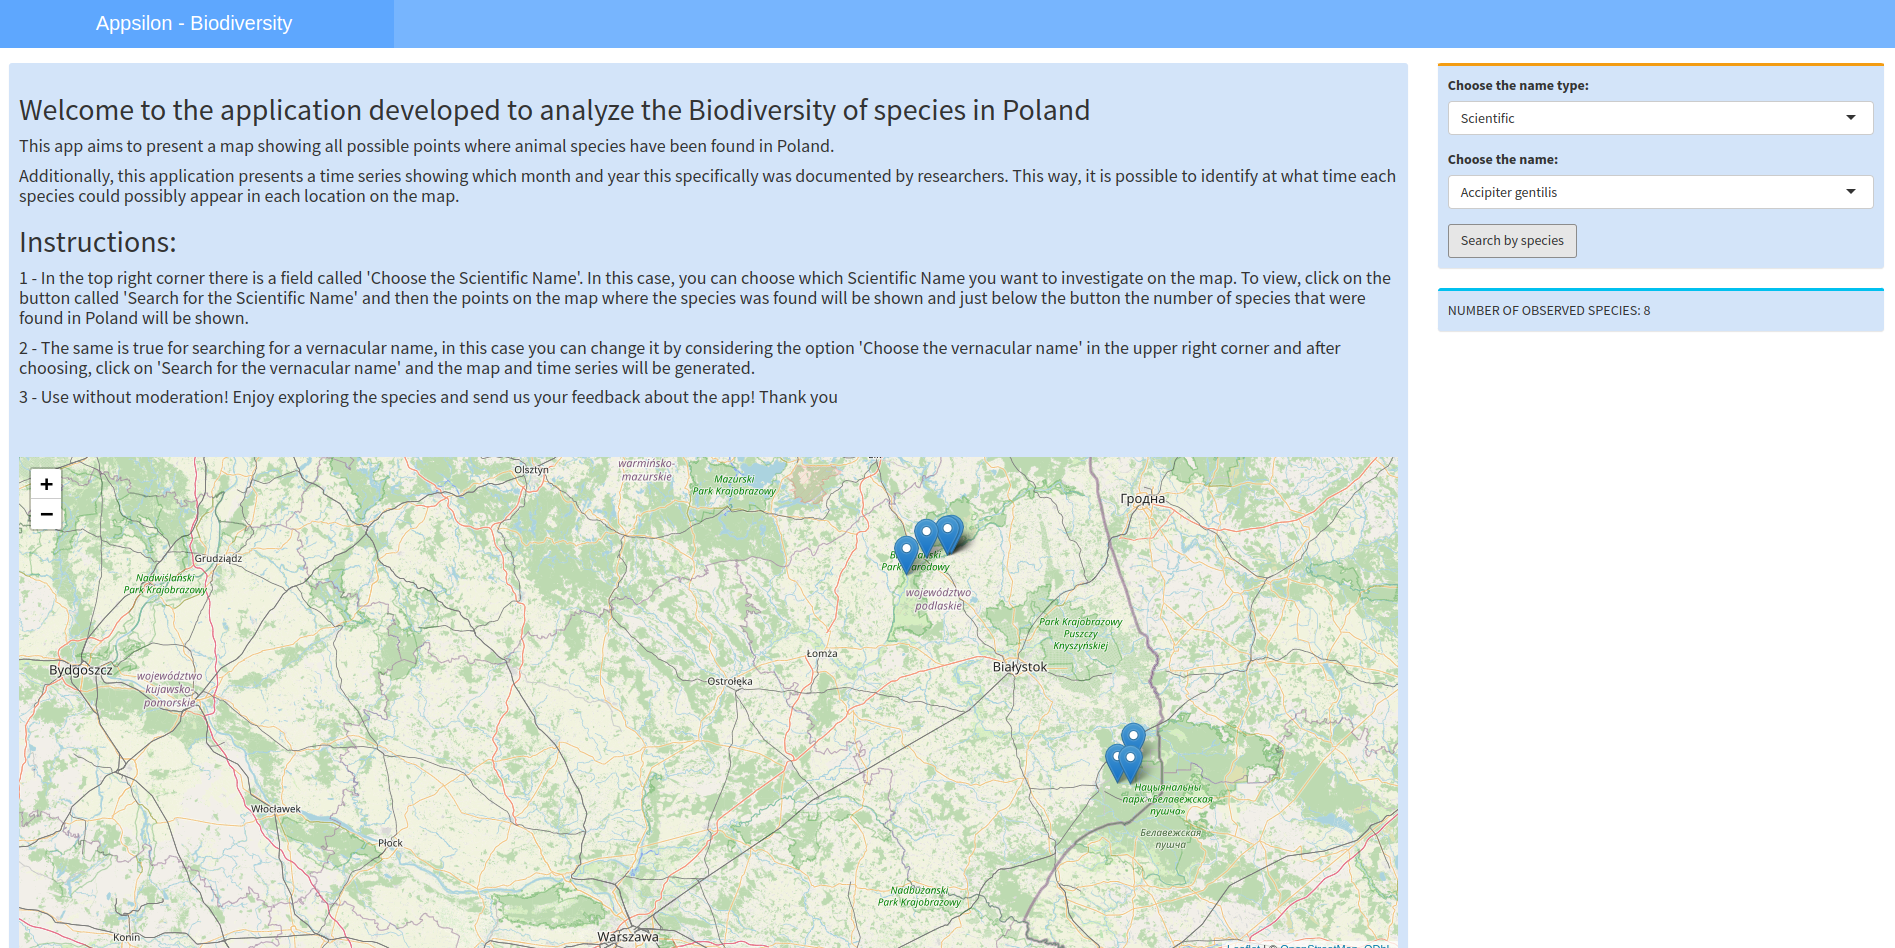 Appsilon - Biodiversity
Welcome to the application developed to analyze the Biodiversity of species in Poland
This app aims to present a map showing all possible points where animal species have been found in Poland.
Additionally, this application presents a time series showing which month and year this specifically was documented by researchers. This way, it is possible to identify at what time each
species could possibly appear in each location on the map.
Instructions:
1 - In the top right corner there is a field called 'Choose the Scientific Name'. In this case, you can choose which Scientific Name you want to investigate on the map. To view, click on the
button called 'Search for the Scientific Name' and then the points on the map where the species was found will be shown and just below the button the number of species that were
found in Poland will be shown.
2 - The same is true for searching for a vernacular name, in this case you can change it by considering the option 'Choose the vernacular name' in the upper right corner and after
choosing, click on 'Search for the vernacular name' and the map and time series will be generated.
3 - Use without moderation! Enjoy exploring the species and send us your feedback about the app! Thank you
Choose the name type:
Scientific
Choose the name:
Accipiter gentilis
Search by species
NUMBER OF OBSERVED SPECIES: 8
+
−
Olsztyn
warmińsko-
mazurskie
Mazurski
Park Krajobrazowy
Гродна
Grudziądz
Nadwiślański
Park Krajobrazowy
Park
województwo
podlaskie
Park Krajobrazowy
Puszczy
Knyszyńskiej
Łomża
Białystok
Bydgoszcz
województwo
kujawsko-
pomorskie
Ostrołęka
Нацыянальны
парк «Белавежская
пушча»
Белавежская
пушча
Włocławek
Płock
Nadbużański
Park Krajobrazowy
Konin
Warszawa
Leaflet | © OpenStreetMap, ODbL